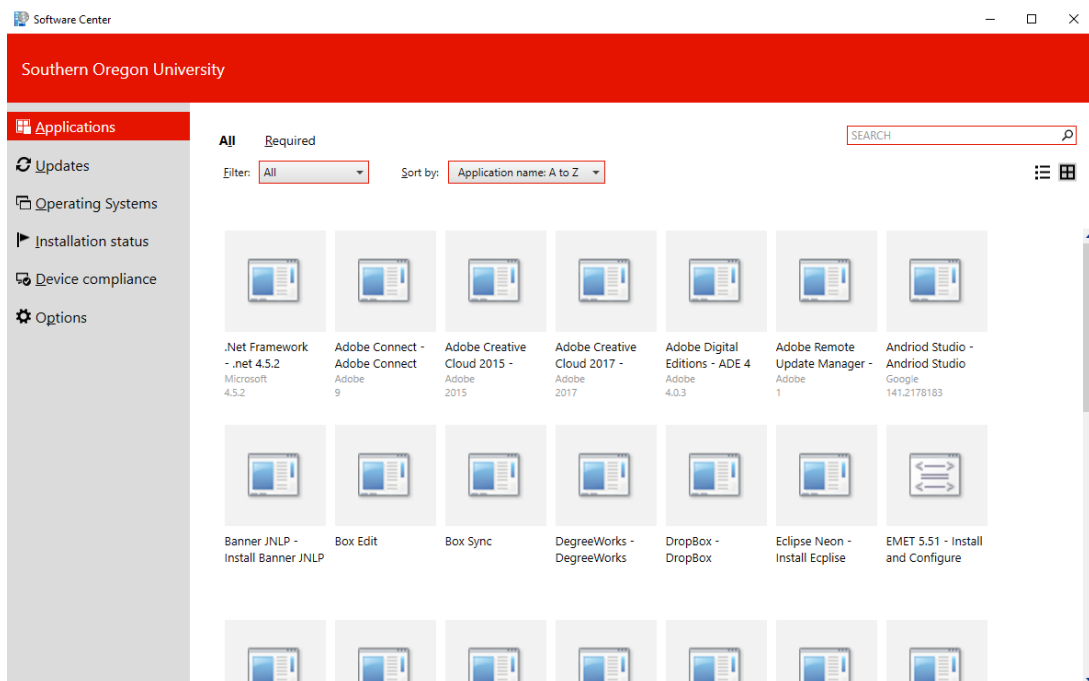 Software Center
Southern Oregon University
Applications
Updates
Operating Systems
Installation status
Device compliance
Options
All Required
SEARCH
Filter: All Sort by: Application name: A to Z
.Net Framework
- .net 4.5.2
Microsoft
4.5.2
Adobe Connect -
Adobe Connect
Adobe
9
Adobe Creative
Cloud 2015 -
Adobe
2015
Adobe Creative
Cloud 2017 -
Adobe
2017
Adobe Digital
Editions - ADE 4
Adobe
4.0.3
Adobe Remote
Update Manager -
Adobe
1
Andriod Studio -
Andriod Studio
Google
141.2178183
Banner JNLP -
Install Banner JNLP
Box Edit
Box Sync
DegreeWorks -
DegreeWorks
DropBox -
DropBox
Eclipse Neon -
Install Ecplise
EMET 5.51 - Install
and Configure